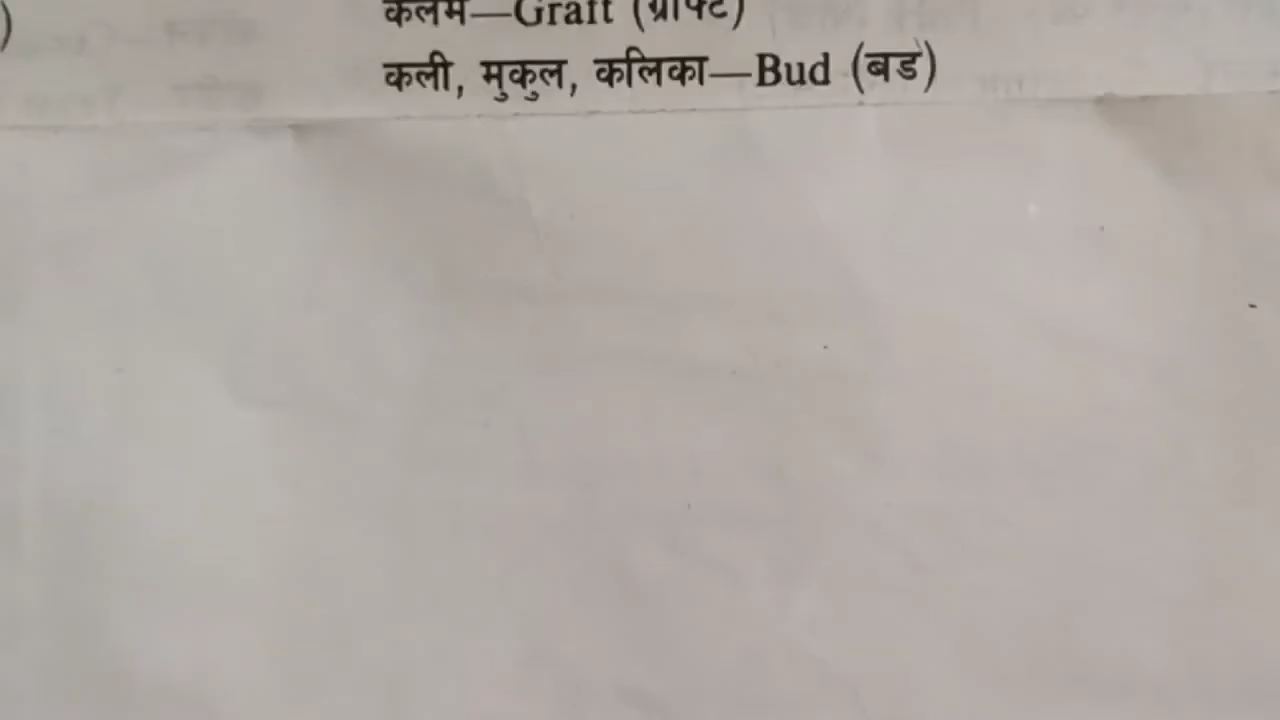 कलम—Graft (ग्राफ्ट)
कली, मुकुल, कलिका—Bud (बड)